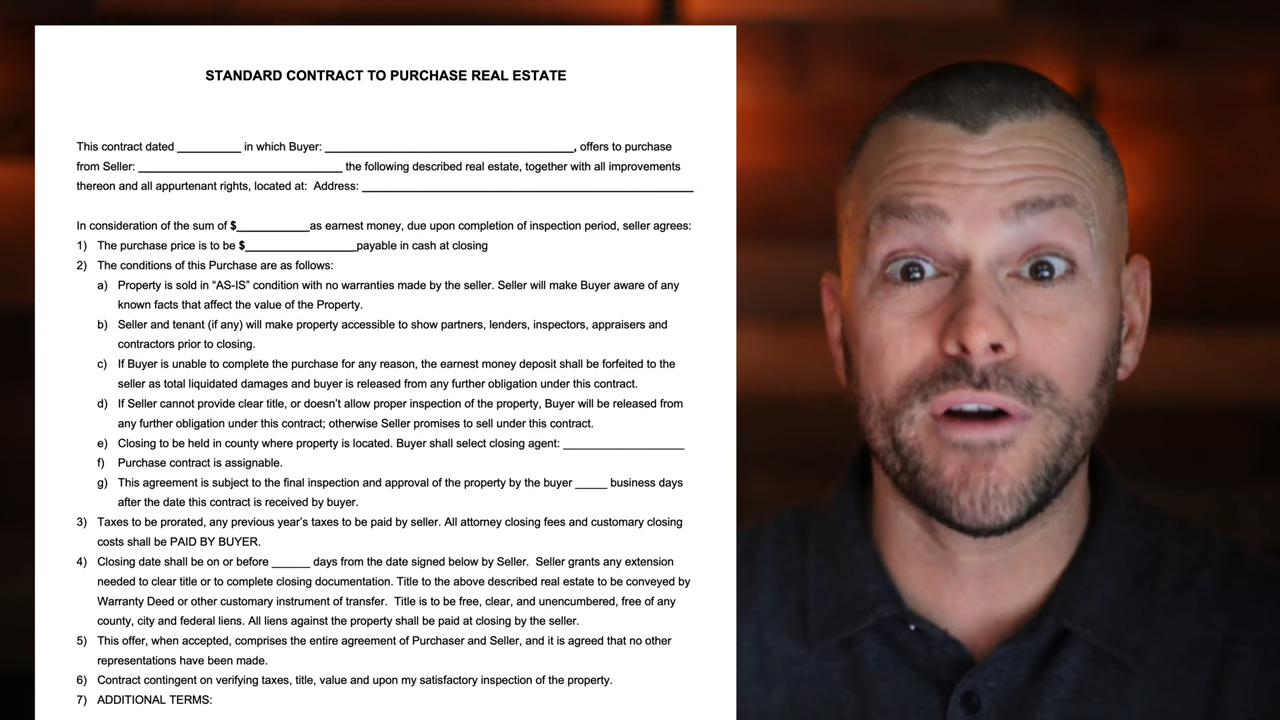 STANDARD CONTRACT TO PURCHASE REAL ESTATE
This contract dated __________ in which Buyer: ________________________________________, offers to purchase
from Seller: ________________________________ the following described real estate, together with all improvements
thereon and all appurtenant rights, located at: Address: _____________________________________________________
In consideration of the sum of $____________as earnest money, due upon completion of inspection period, seller agrees:
1) The purchase price is to be $__________________payable in cash at closing
2) The conditions of this Purchase are as follows:
a) Property is sold in “AS-IS” condition with no warranties made by the seller. Seller will make Buyer aware of any
known facts that affect the value of the Property.
b) Seller and tenant (if any) will make property accessible to show partners, lenders, inspectors, appraisers and
contractors prior to closing.
c) If Buyer is unable to complete the purchase for any reason, the earnest money deposit shall be forfeited to the
seller as total liquidated damages and buyer is released from any further obligation under this contract.
d) If Seller cannot provide clear title, or doesn’t allow proper inspection of the property, Buyer will be released from
any further obligation under this contract; otherwise Seller promises to sell under this contract.
e) Closing to be held in county where property is located. Buyer shall select closing agent: ___________________
f) Purchase contract is assignable.
g) This agreement is subject to the final inspection and approval of the property by the buyer _____ business days
after the date this contract is received by buyer.
3) Taxes to be prorated, any previous year’s taxes to be paid by seller. All attorney closing fees and customary closing
costs shall be PAID BY BUYER.
4) Closing date shall be on or before ______ days from the date signed below by Seller. Seller grants any extension
needed to clear title or to complete closing documentation. Title to the above described real estate to be conveyed by
Warranty Deed or other customary instrument of transfer. Title is to be free, clear, and unencumbered, free of any
county, city and federal liens. All liens against the property shall be paid at closing by the seller.
5) This offer, when accepted, comprises the entire agreement of Purchaser and Seller, and it is agreed that no other
representations have been made.
6) Contract contingent on verifying taxes, title, value and upon my satisfactory inspection of the property.
7) ADDITIONAL TERMS: